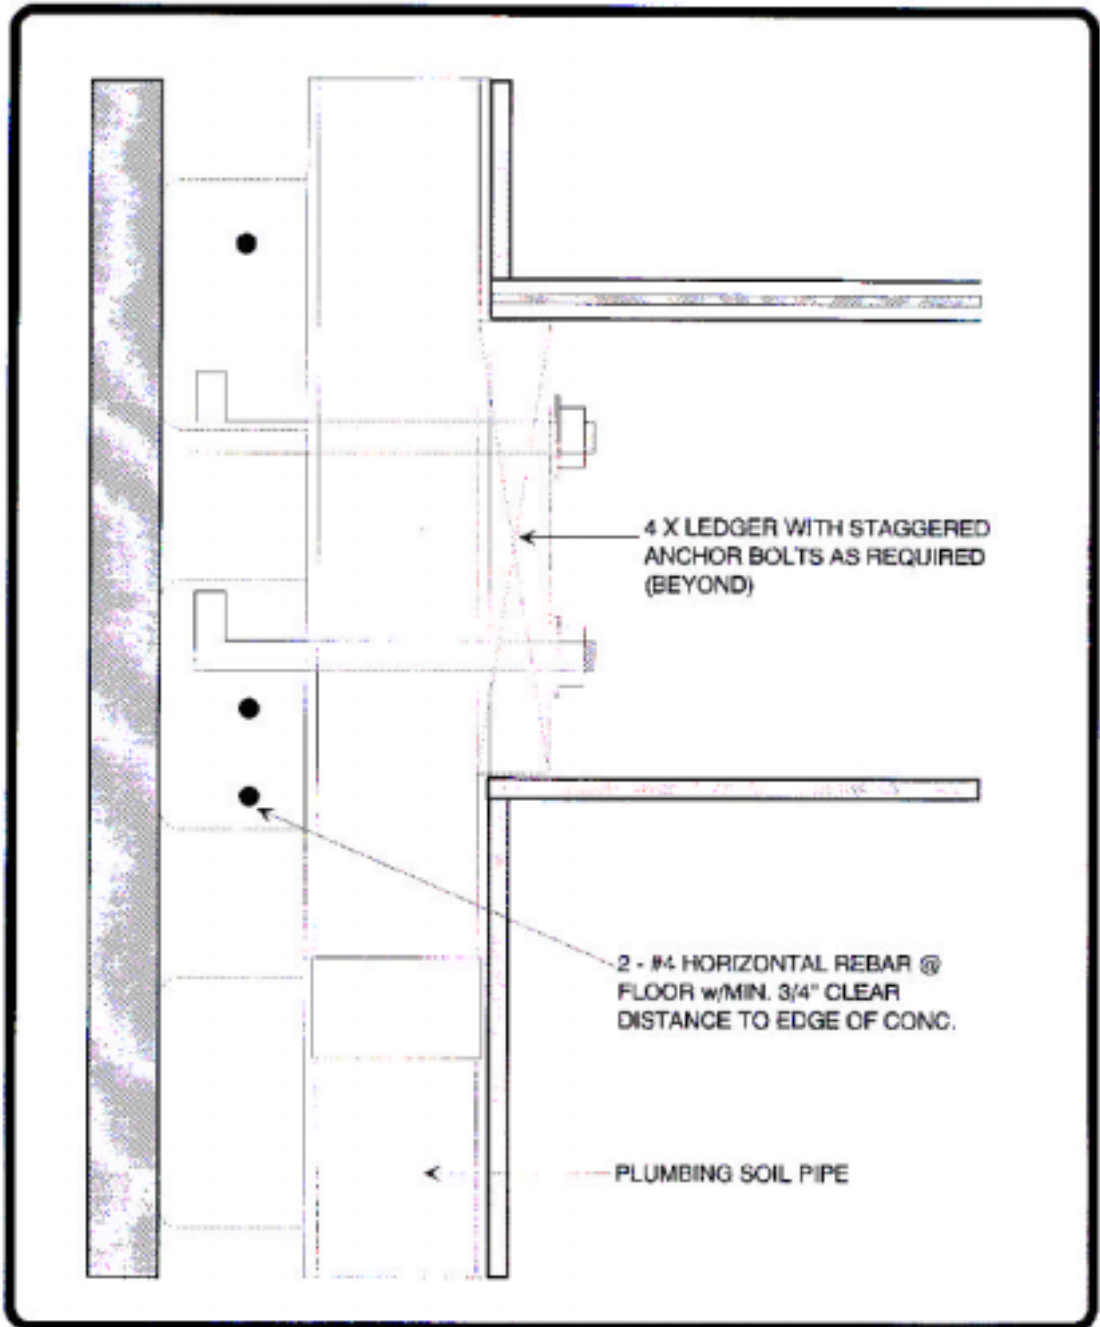 4 X LEDGER WITH STAGGERED
ANCHOR BOLTS AS REQUIRED
(BEYOND)
2 - #4 HORIZONTAL REBAR @
FLOOR w/MIN. 3/4" CLEAR
DISTANCE TO EDGE OF CONC.
PLUMBING SOIL PIPE